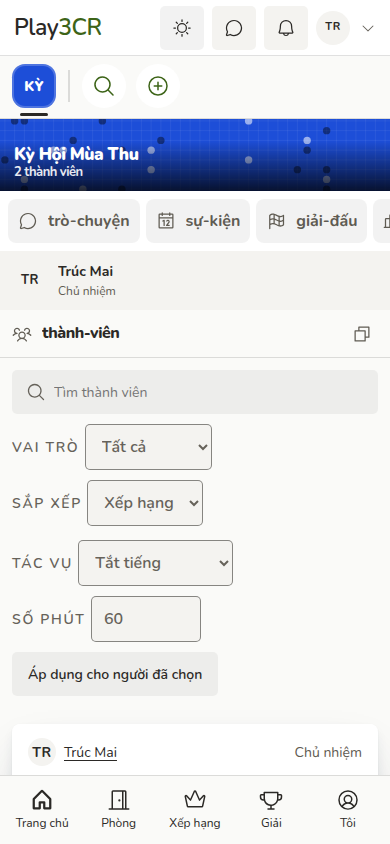 Play3CR
TR
KỲ
Kỳ Hội Mùa Thu
2 thành viên
trò-chuyện
12
sự-kiện
giải-đấu
TR
Trúc Mai
Chủ nhiệm
thành-viên
Tìm thành viên
VAI TRÒ
Tất cả
SẮP XẾP
Xếp hạng
TÁC VỤ
Tắt tiếng
SỐ PHÚT
60
Áp dụng cho người đã chọn
TR
Trúc Mai
Chủ nhiệm
Trang chủ
Phòng
Xếp hạng
Giải
Tôi